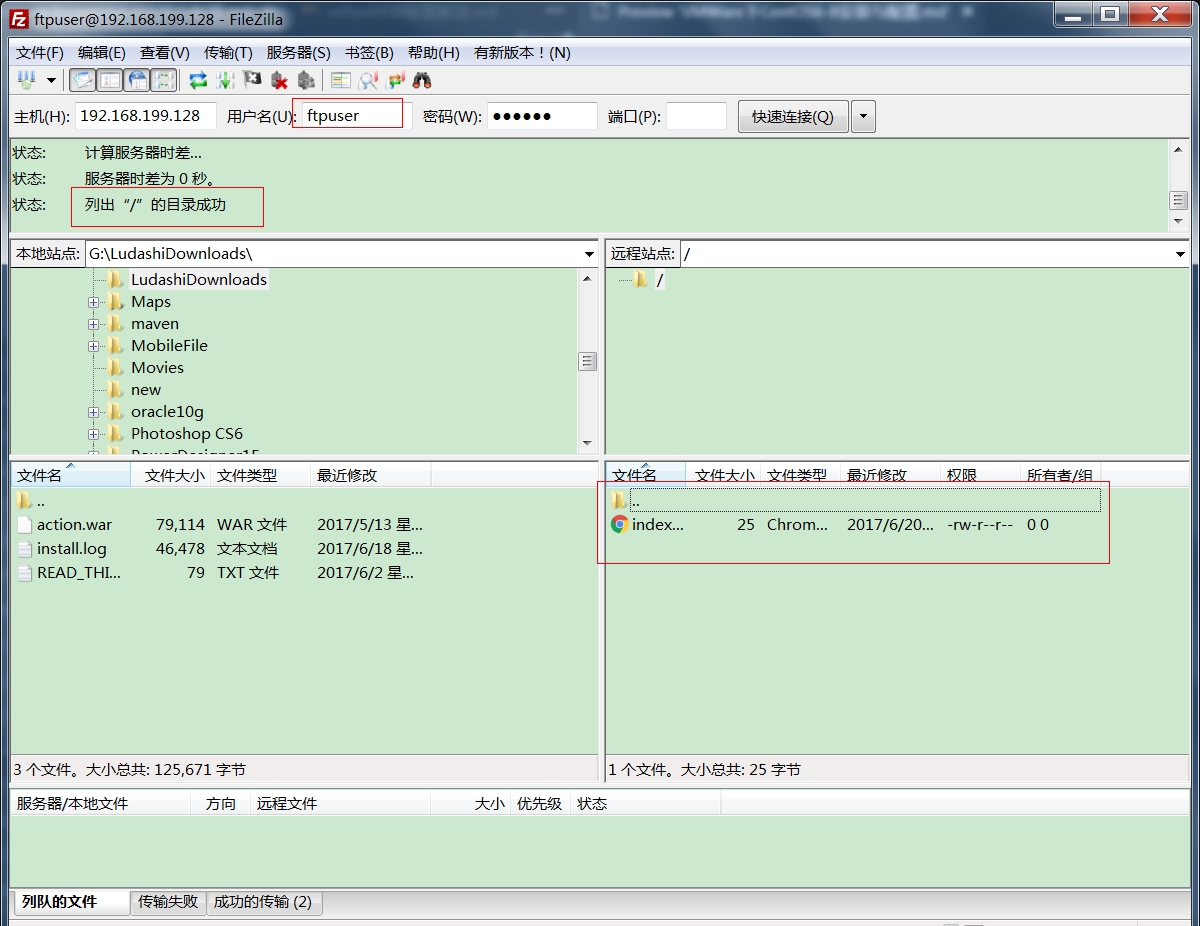 ftpuser@192.168.199.128 - FileZilla
文件(F) 编辑(E) 查看(V) 传输(T) 服务器(S) 书签(B) 帮助(H) 有新版本！(N)
主机(H): 192.168.199.128 用户名(U): ftpuser 密码(W): ●●●●●● 端口(P): 快速连接(Q)
状态: 计算服务器时差...
状态: 服务器时差为 0 秒。
状态: 列出“/”的目录成功
本地站点: G:\LudashiDownloads\
LudashiDownloads
Maps
maven
MobileFile
Movies
new
oracle10g
Photoshop CS6
PowerDesigner15
远程站点: /
/
文件名 文件大小 文件类型 最近修改
..
action.war 79,114 WAR 文件 2017/5/13 星...
install.log 46,478 文本文档 2017/6/18 星...
READ_THI... 79 TXT 文件 2017/6/2 星...
3 个文件。大小总共: 125,671 字节
文件名 文件大小 文件类型 最近修改 权限 所有者/组
..
index... 25 Chrom... 2017/6/20... -rw-r--r-- 0 0
1 个文件。大小总共: 25 字节
服务器/本地文件 方向 远程文件 大小 优先级 状态
列队的文件 传输失败 成功的传输 (2)